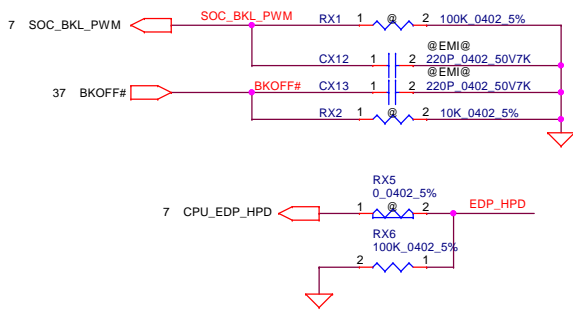 SOC_BKL_PWM RX1 1 @ 2 100K_0402_5%
7 SOC_BKL_PWM
@EMI@
CX12 1 2 220P_0402_50V7K
@EMI@
37 BKOFF# BKOFF# CX13 1 2 220P_0402_50V7K
RX2 1 @ 2 10K_0402_5%
RX5
0_0402_5%
7 CPU_EDP_HPD 1 @ 2 EDP_HPD
RX6
100K_0402_5%
2 1